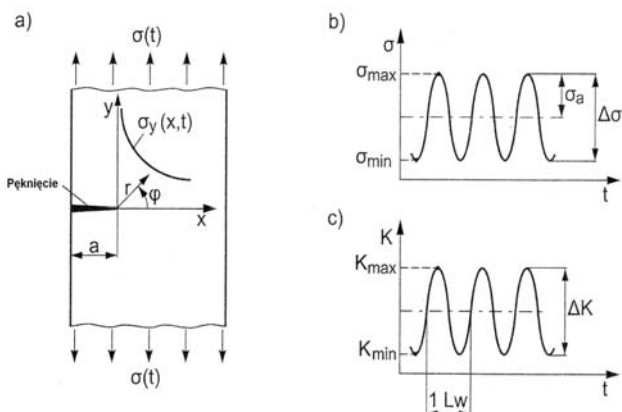 a)
σ(t)
y
σy (x,t)
Pęknięcie
r
φ
x
a
σ(t)
b)
σ
σmax
σa
Δσ
σmin
t
c)
K
Kmax
ΔK
Kmin
t
1 Lw